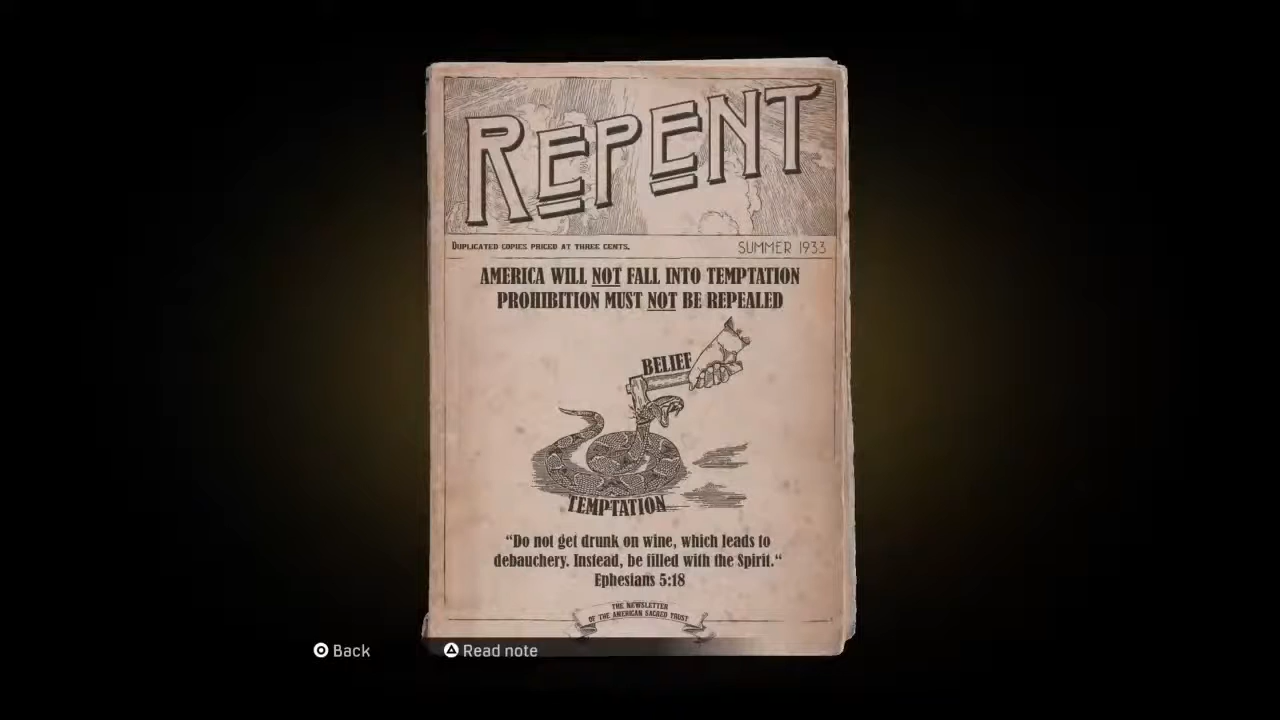 REPENT
DUPLICATED COPIES PRICED AT THREE CENTS.
SUMMER 1933
AMERICA WILL NOT FALL INTO TEMPTATION
PROHIBITION MUST NOT BE REPEALED
BELIEF
TEMPTATION
“Do not get drunk on wine, which leads to
debauchery. Instead, be filled with the Spirit.“
Ephesians 5:18
THE NEWSLETTER
OF THE AMERICAN SACRED TRUST
Back
Read note